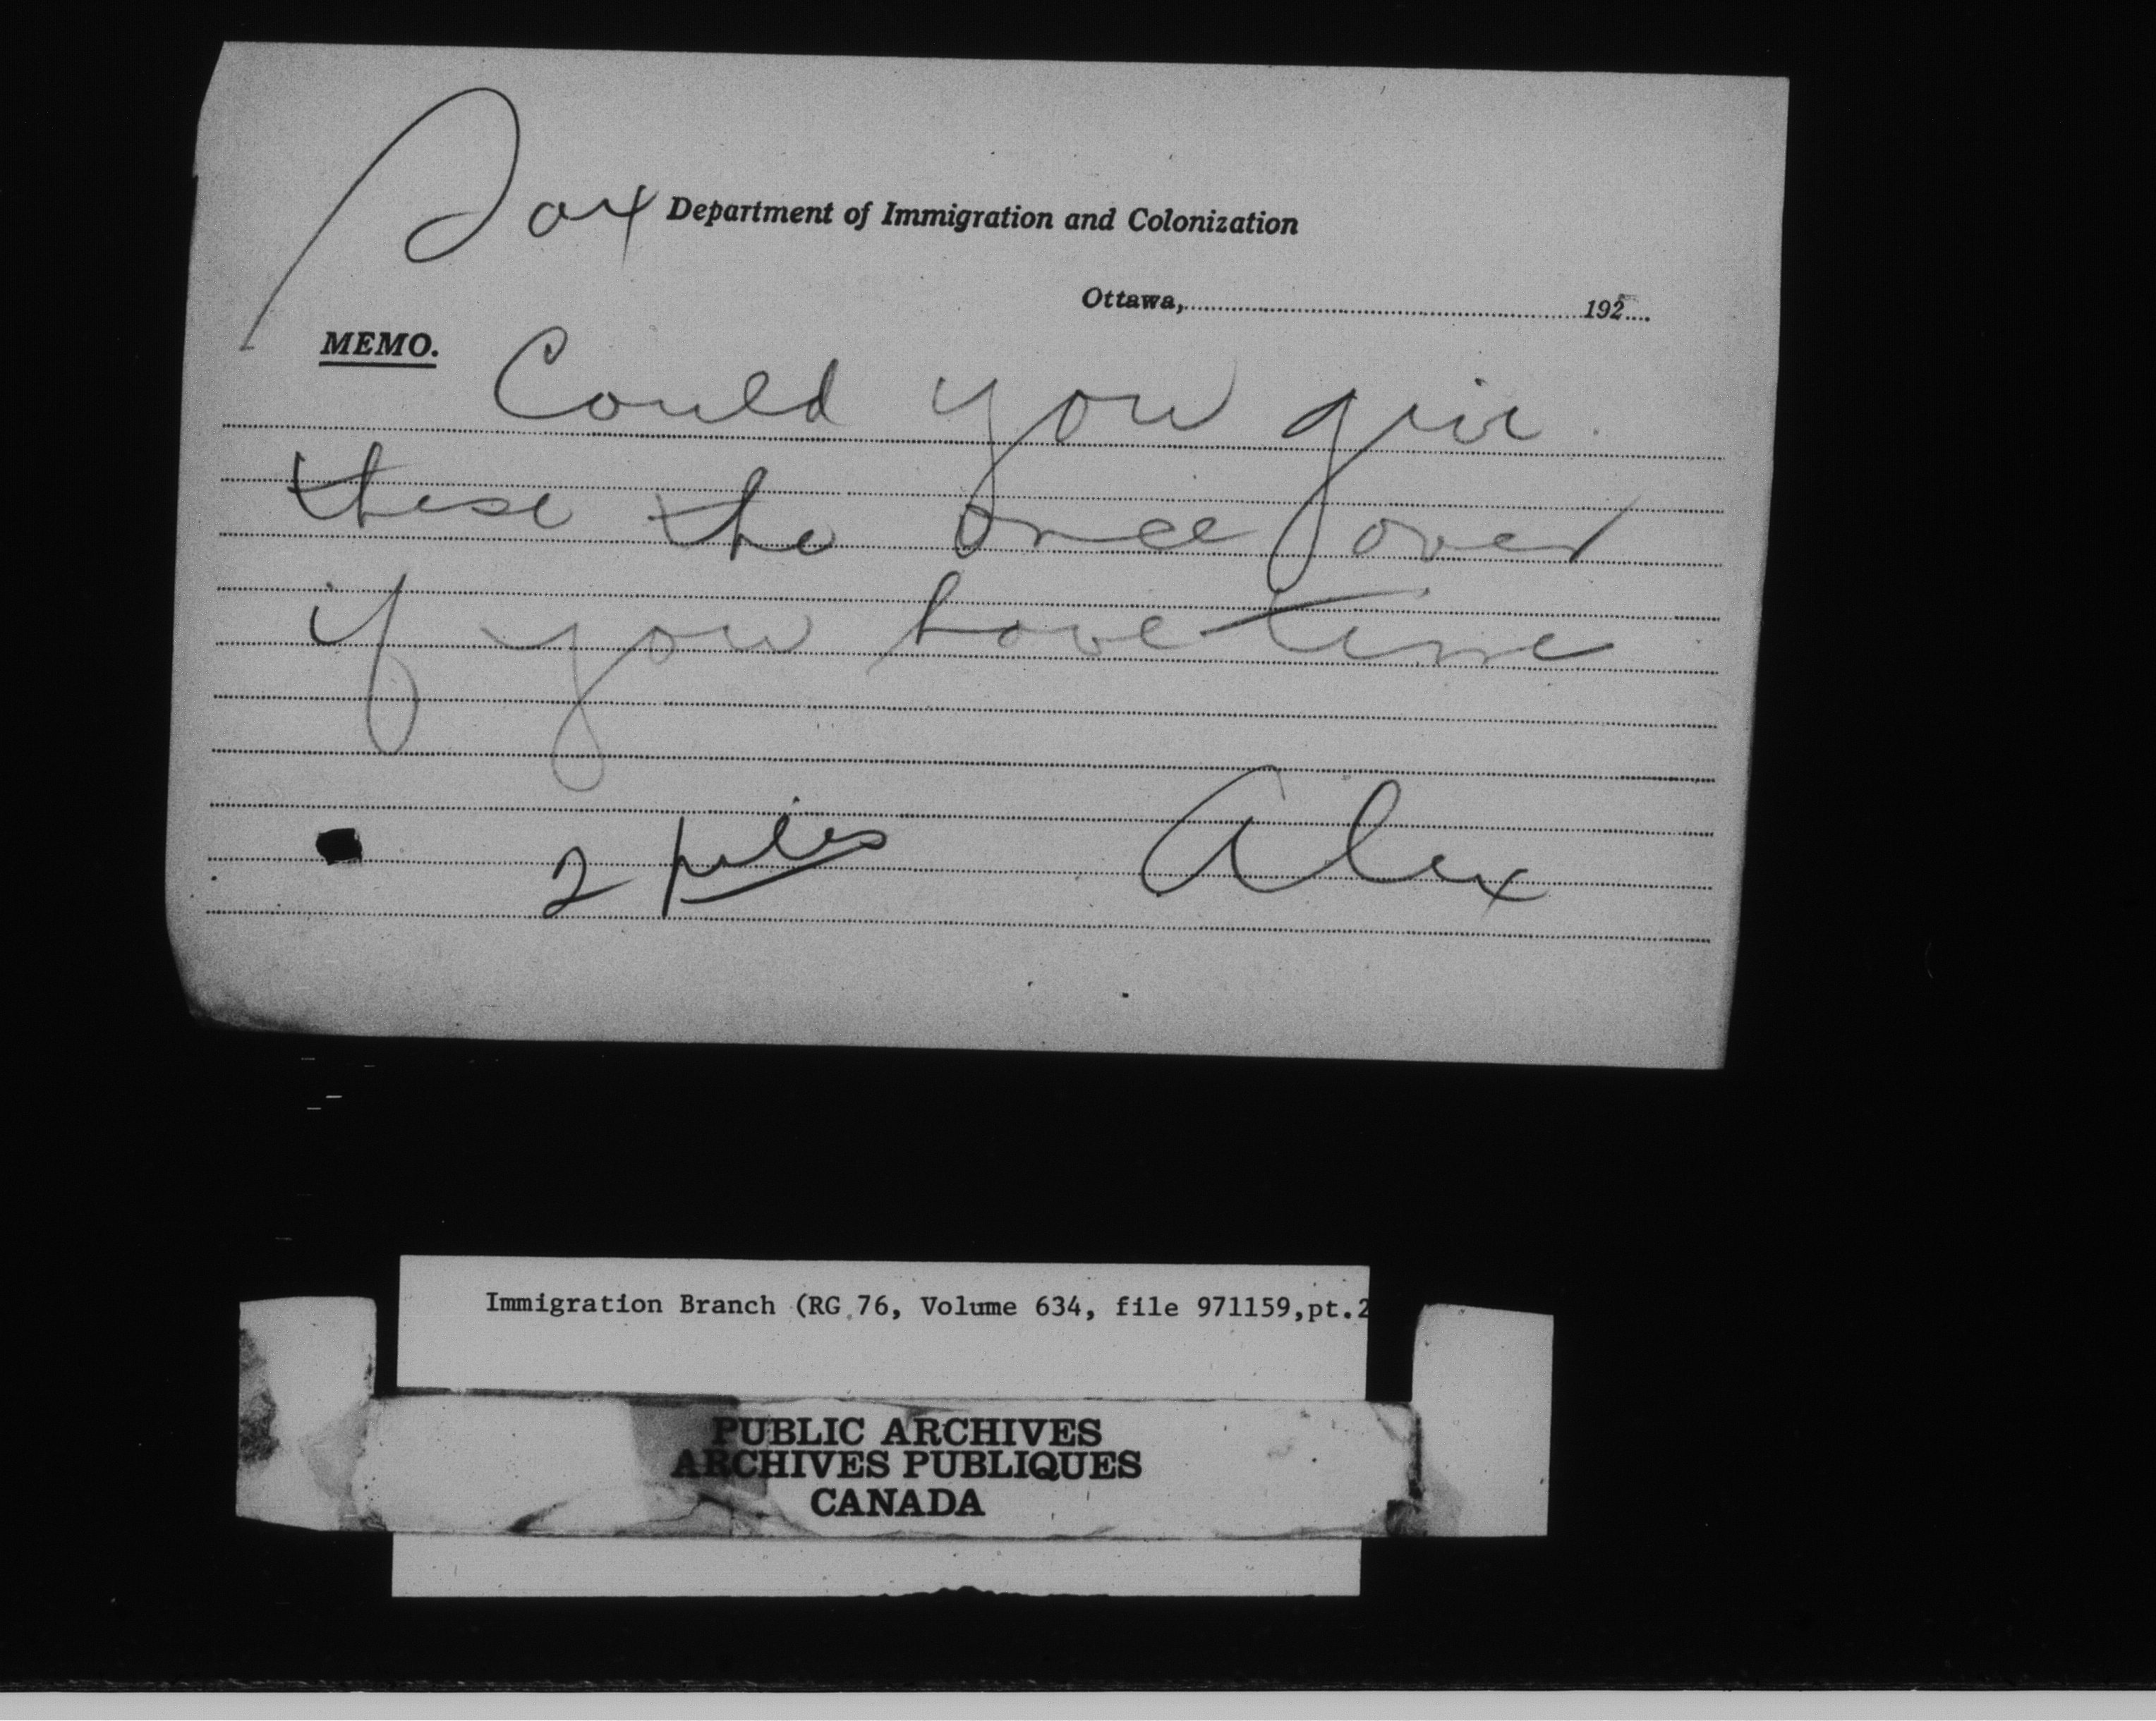 Sax
Department of Immigration and Colonization
Ottawa,..........192....
MEMO.
Could you give
these the once over
if you have time
2 files
Alex
Immigration Branch (RG 76, Volume 634, file 971159,pt.2
PUBLIC ARCHIVES
ARCHIVES PUBLIQUES
CANADA